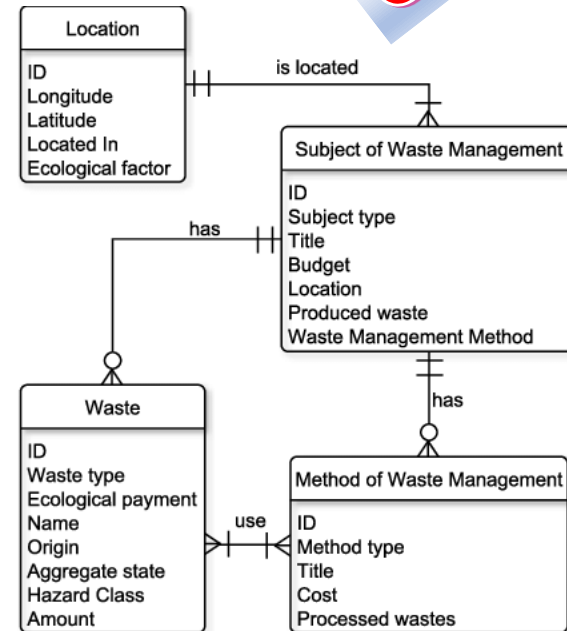 Location
ID
Longitude
Latitude
Located In
Ecological factor
is located
Subject of Waste Management
ID
Subject type
Title
Budget
Location
Produced waste
Waste Management Method
has
has
Waste
ID
Waste type
Ecological payment
Name
Origin
Aggregate state
Hazard Class
Amount
use
Method of Waste Management
ID
Method type
Title
Cost
Processed wastes